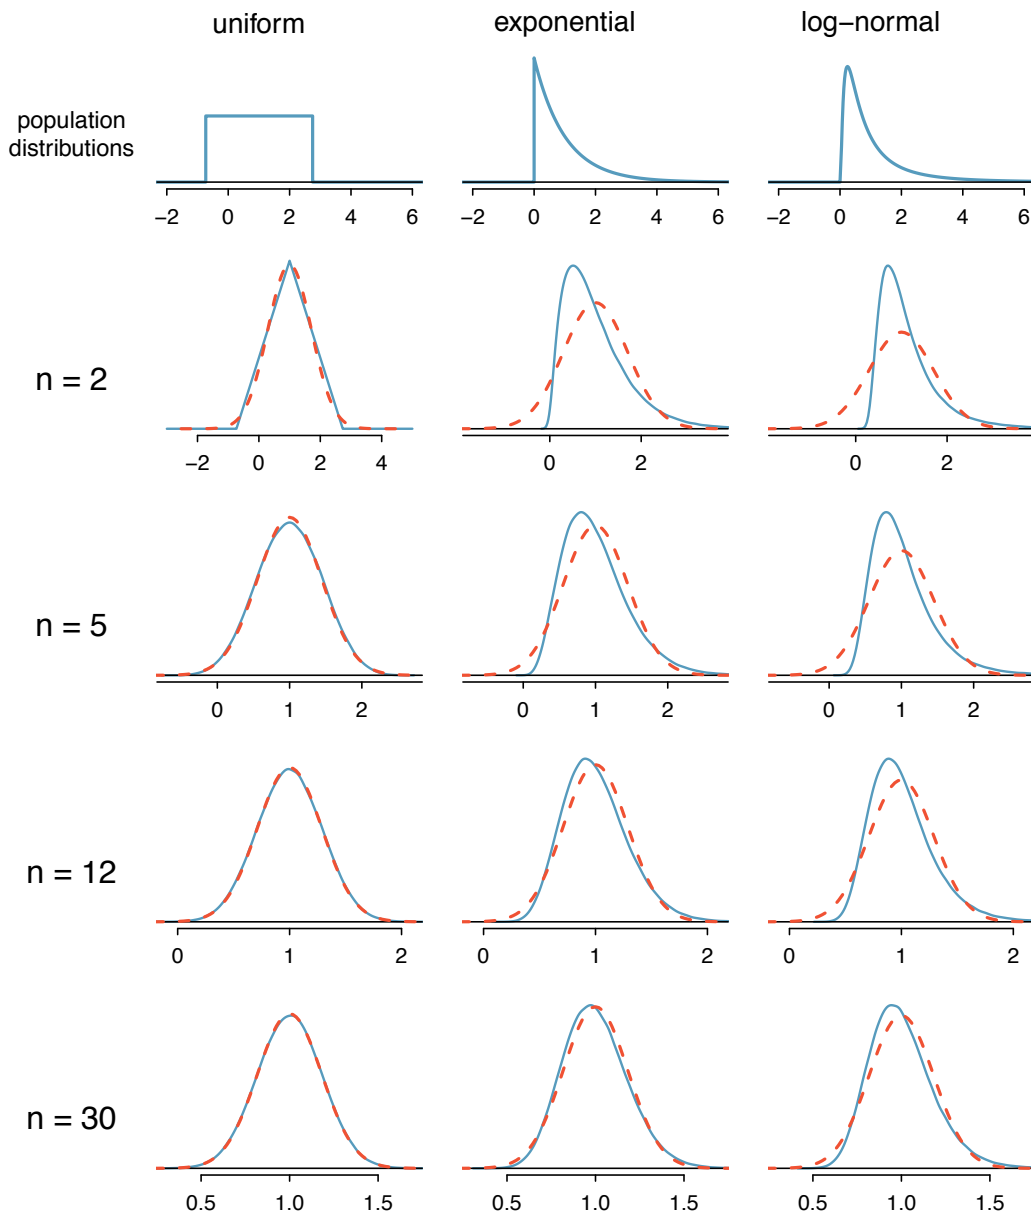 uniform exponential log−normal
population
distributions
−2 0 2 4 6 −2 0 2 4 6 −2 0 2 4 6
n = 2
−2 0 2 4 0 2 0 2
n = 5
0 1 2 0 1 2 0 1 2
n = 12
0 1 2 0 1 2 0 1 2
n = 30
0.5 1.0 1.5 0.5 1.0 1.5 0.5 1.0 1.5